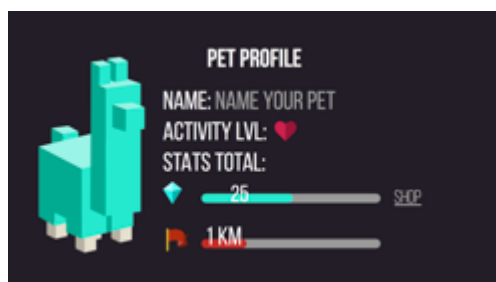 PET PROFILE
NAME: NAME YOUR PET
ACTIVITY LVL:
STATS TOTAL:
25
SHOP
1 KM